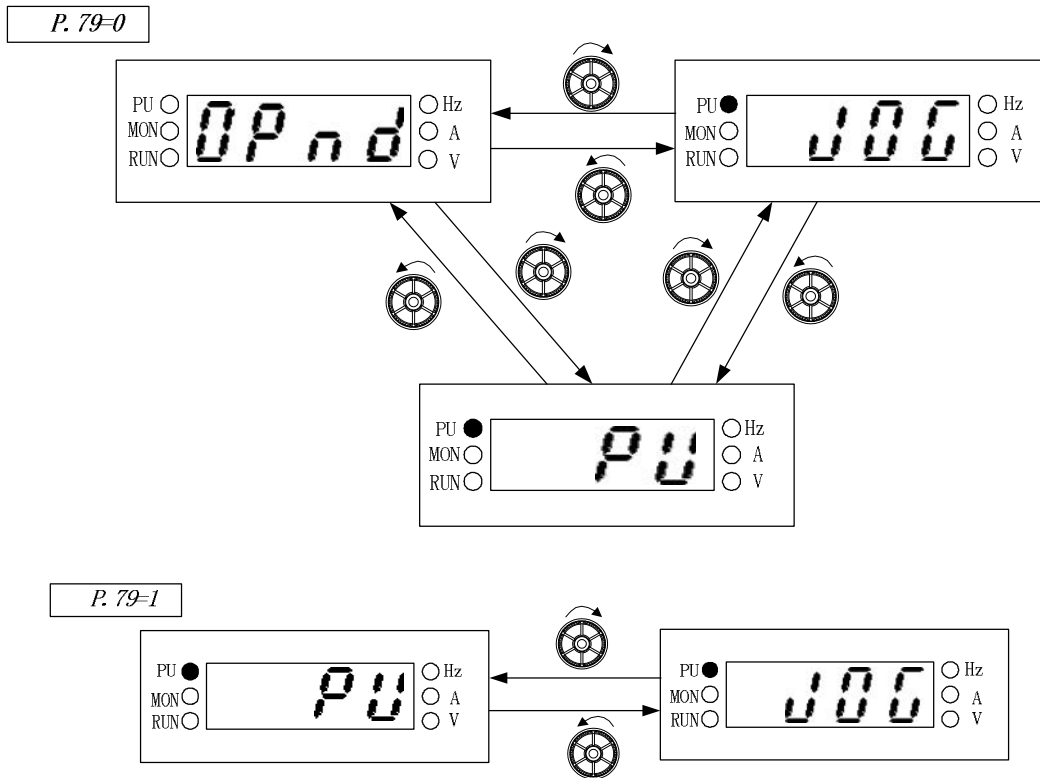 P. 79=0
PU Hz
MON A
RUN V
OPnd
PU Hz
MON A
RUN V
JOG
PU Hz
MON A
RUN V
PU
P. 79=1
PU Hz
MON A
RUN V
PU
PU Hz
MON A
RUN V
JOG